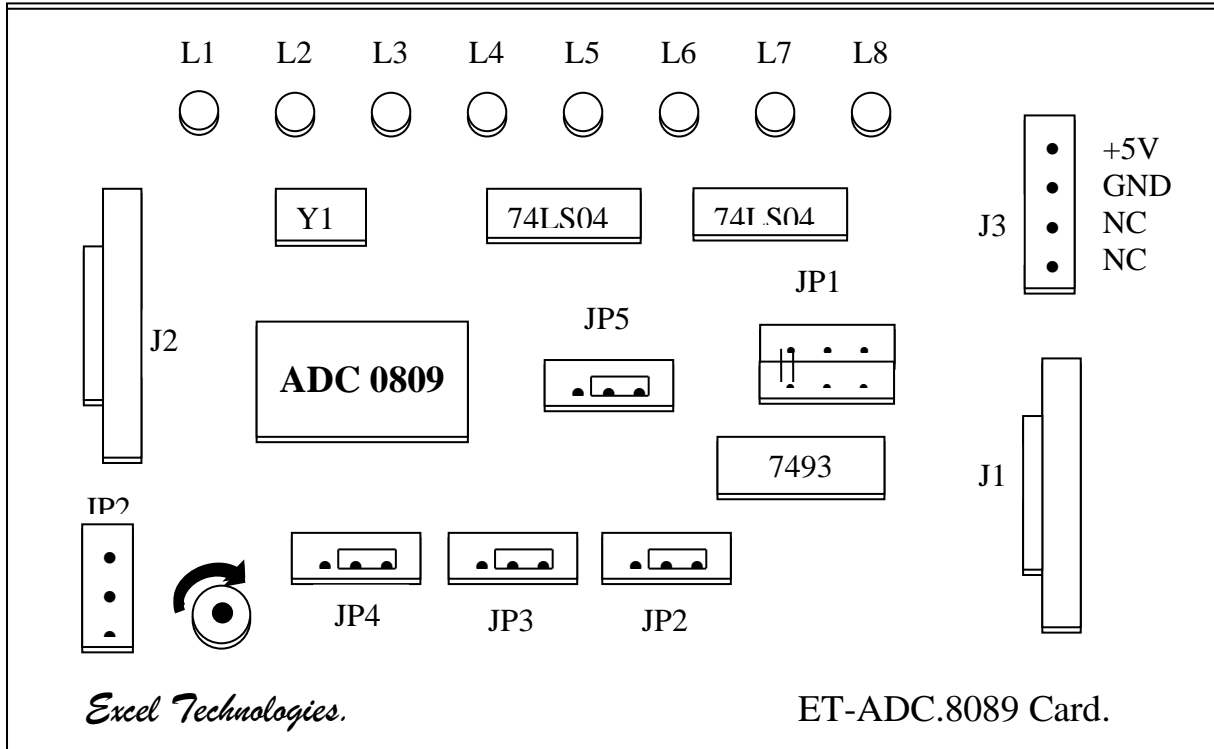 L1 L2 L3 L4 L5 L6 L7 L8
+5V
GND
NC
NC
J3
Y1
74LS04
74LS04
JP1
JP5
J2
ADC 0809
7493
J1
JP2
JP4
JP3
JP2
Excel Technologies.
ET-ADC.8089 Card.